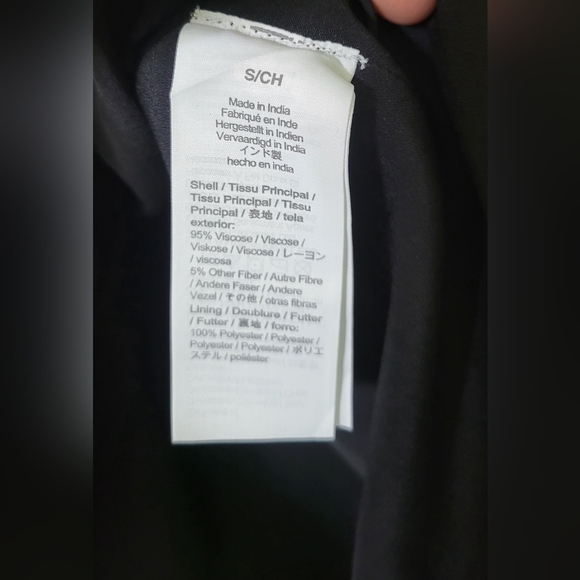 S/CH
Made in India
Fabriqué en Inde
Hergestellt in Indien
Vervaardigd in India
インド製
hecho en india
Shell / Tissu Principal /
Tissu Principal / Tissu
Principal / 表地 / tela
exterior:
95% Viscose / Viscose /
Viskose / Viscose / レーヨン
/ viscosa
5% Other Fiber / Autre Fibre
/ Andere Faser / Andere
Vezel / その他 / otras fibras
Lining / Doublure / Futter
/ Futter / 裏地 / forro:
100% Polyester / Polyester /
Polyester / Polyester / ポリエ
ステル / poliéster